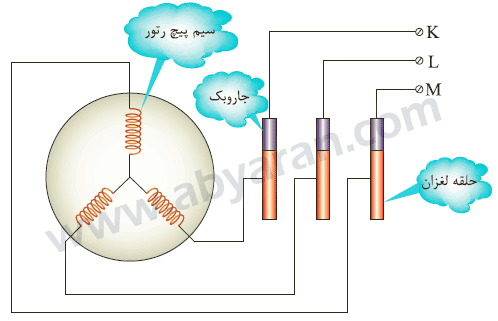 سیم پیچ رتور
K
L
جاروبک
M
حلقه لغزان
www.abyaran.com